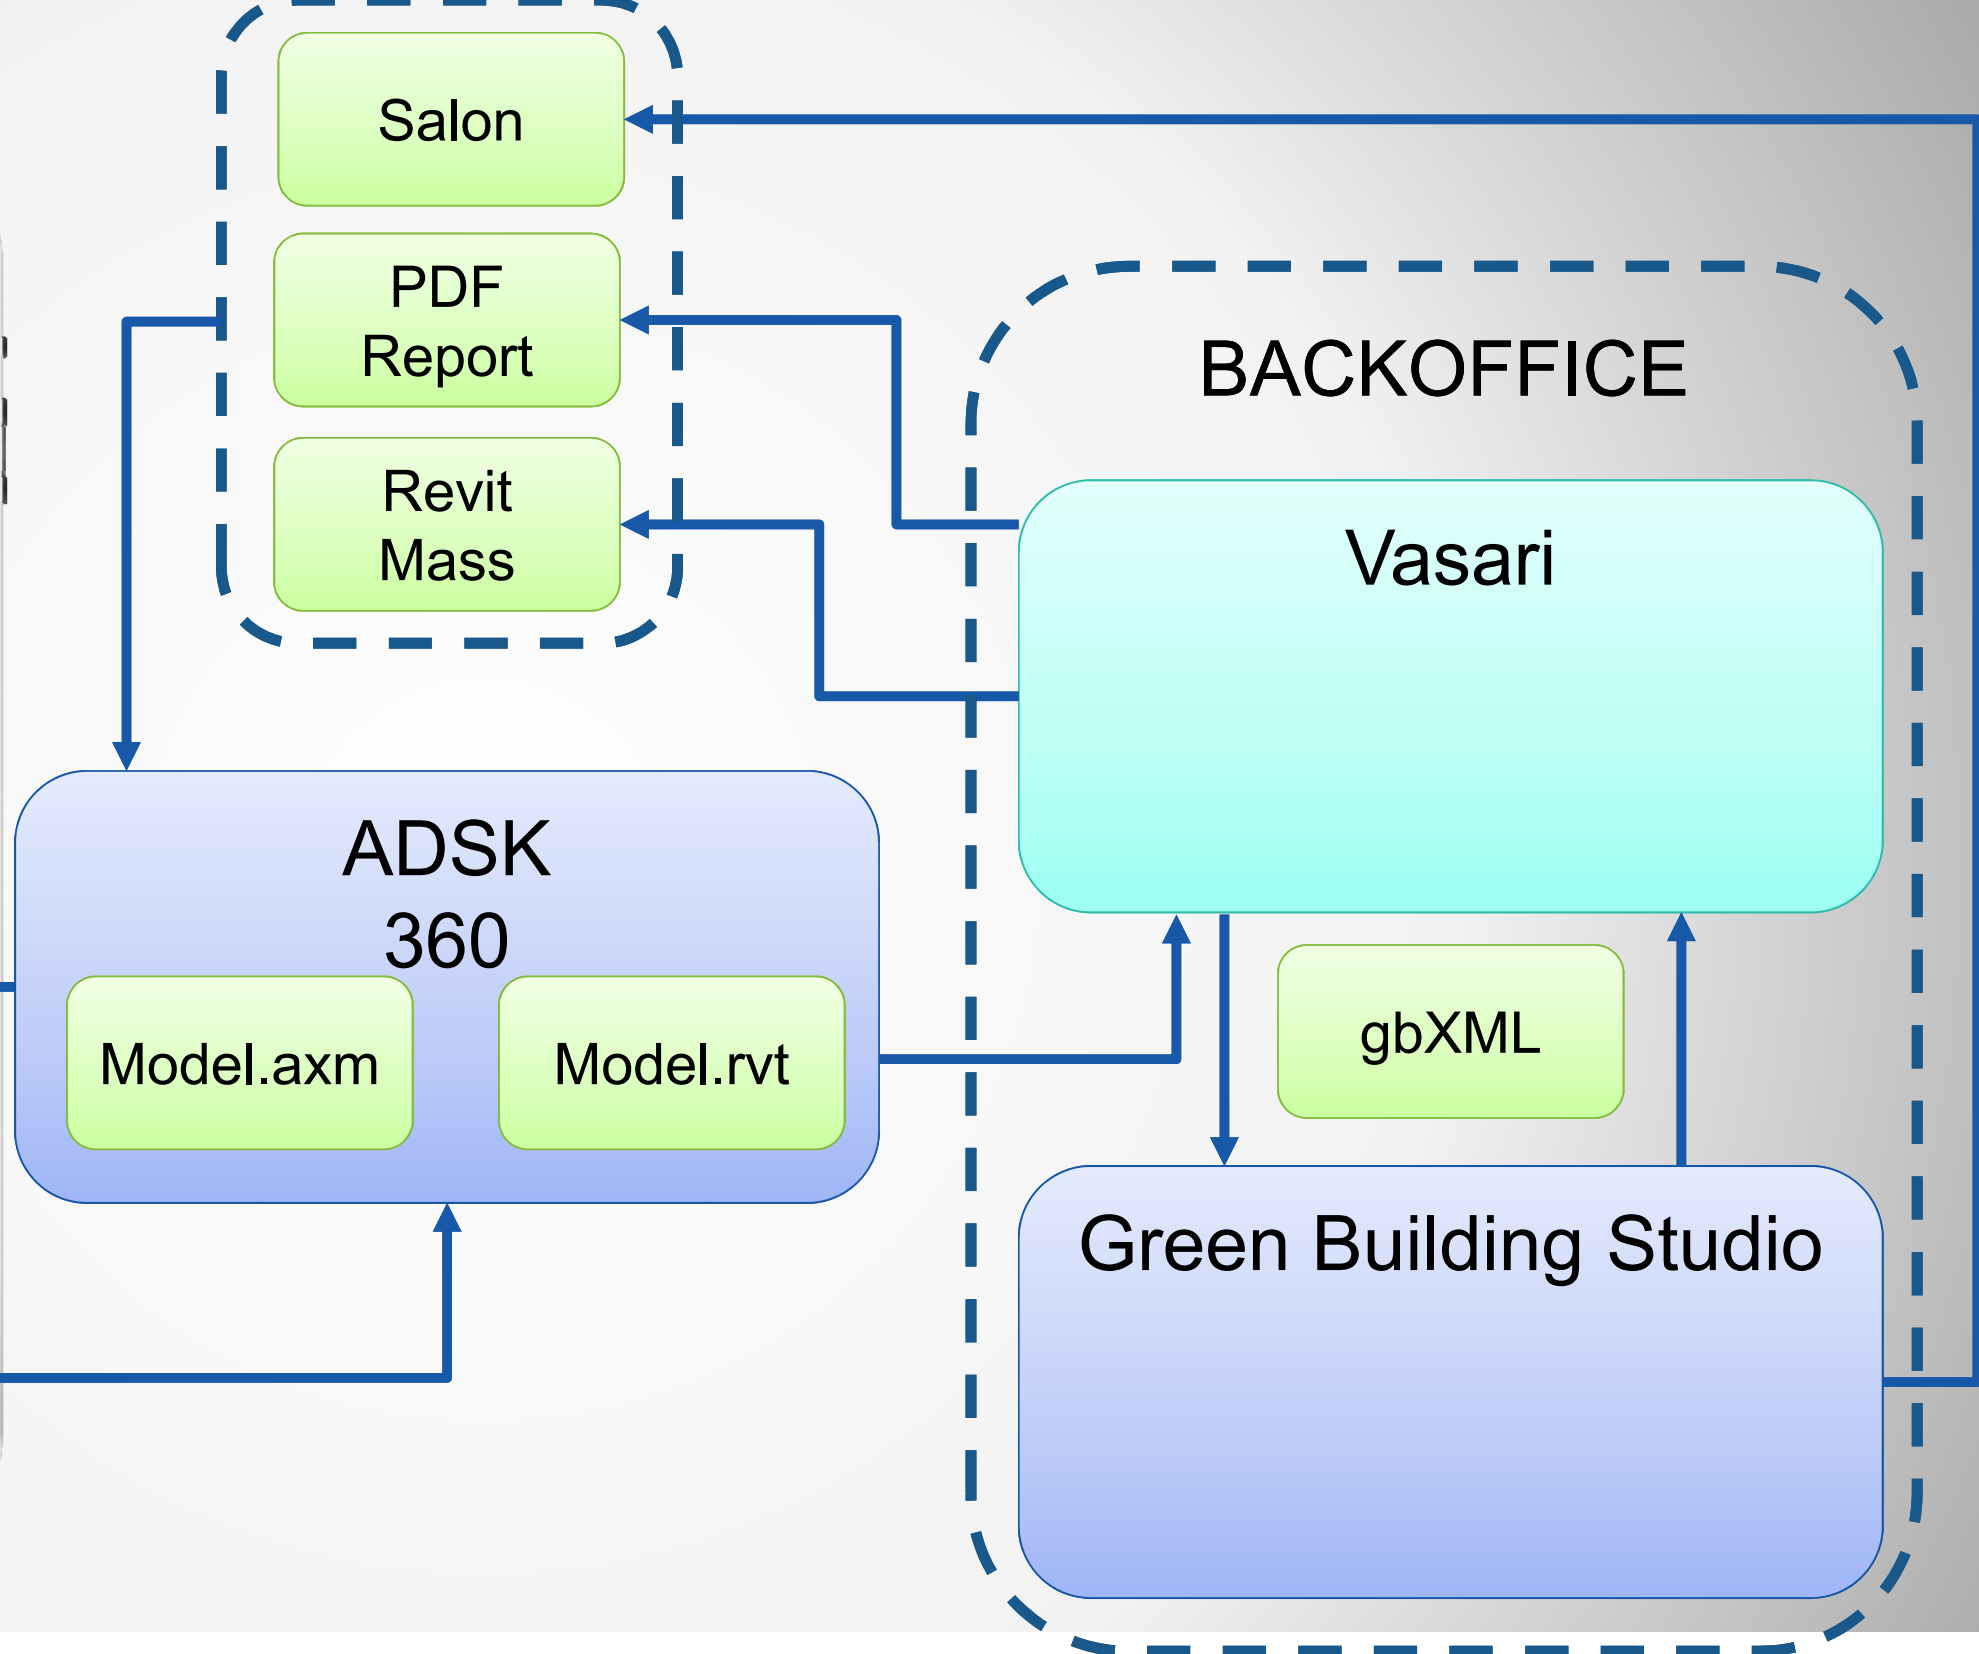 Salon
PDF
Report
Revit
Mass
BACKOFFICE
Vasari
ADSK
360
Model.axm
Model.rvt
gbXML
Green Building Studio